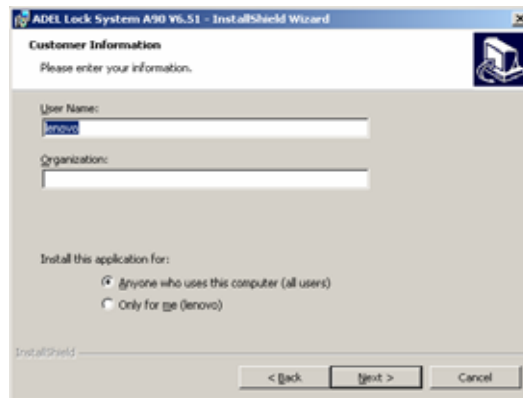 ADEL Lock System A90 V6.51 - InstallShield Wizard
Customer Information
Please enter your information.
User Name:
lenovo
Organization:
Install this application for:
Anyone who uses this computer (all users)
Only for me (lenovo)
InstallShield
< Back
Next >
Cancel